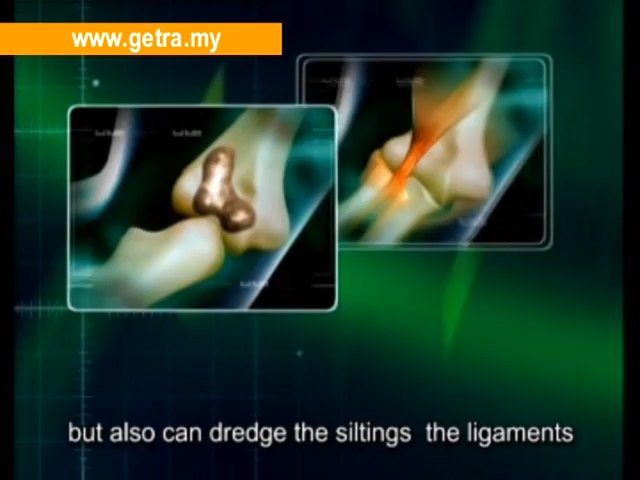 www.getra.my
but also can dredge the siltings  the ligaments